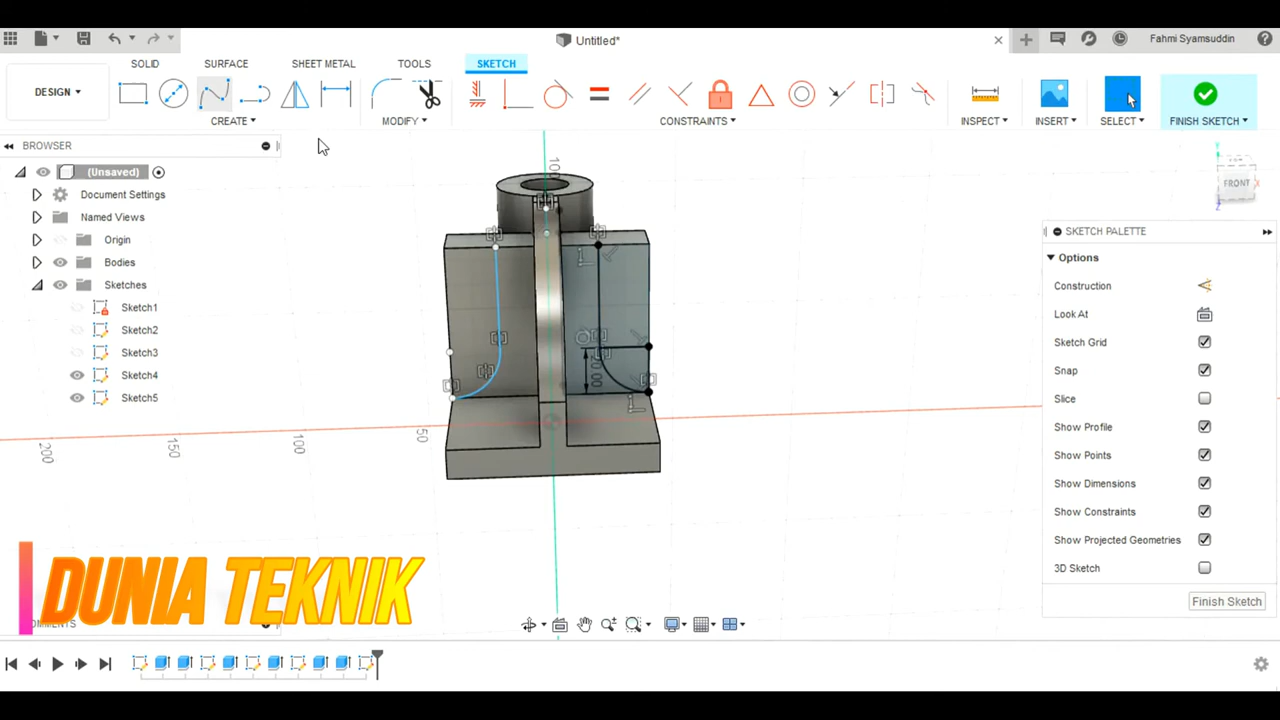 Untitled*
Fahmi Syamsuddin
SOLID
SURFACE
SHEET METAL
TOOLS
SKETCH
DESIGN
CREATE
MODIFY
CONSTRAINTS
INSPECT
INSERT
SELECT
FINISH SKETCH
BROWSER
(Unsaved)
Document Settings
Named Views
Origin
Bodies
Sketches
Sketch1
Sketch2
Sketch3
Sketch4
Sketch5
FRONT
200
150
100
50
20.00
SKETCH PALETTE
Options
Construction
Look At
Sketch Grid
Snap
Slice
Show Profile
Show Points
Show Dimensions
Show Constraints
Show Projected Geometries
3D Sketch
Finish Sketch
DUNIA TEKNIK